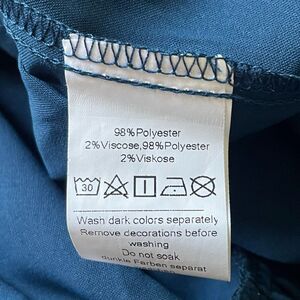 98% Polyester
2%Viscose,98%Polyester
2%Viskose
30
Wash dark colors separately
Remove decorations before
washing
Do not soak
dunkle Farben separat